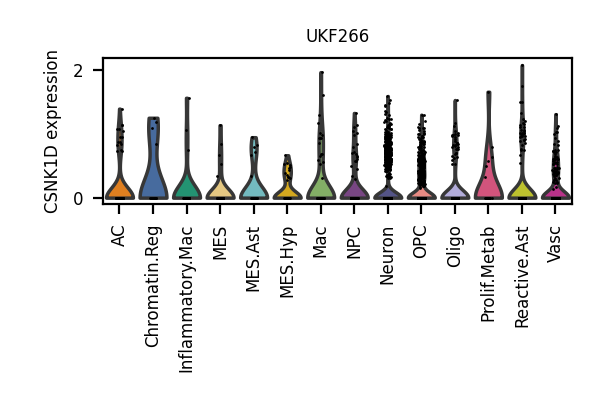 UKF266
CSNK1D expression
2
0
AC
Chromatin.Reg
Inflammatory.Mac
MES
MES.Ast
MES.Hyp
Mac
NPC
Neuron
OPC
Oligo
Prolif.Metab
Reactive.Ast
Vasc